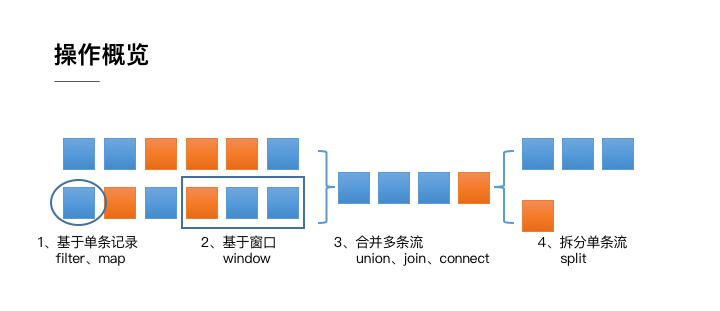 操作概览
1、基于单条记录
filter、map
2、基于窗口
window
3、合并多条流
union、join、connect
4、拆分单条流
split